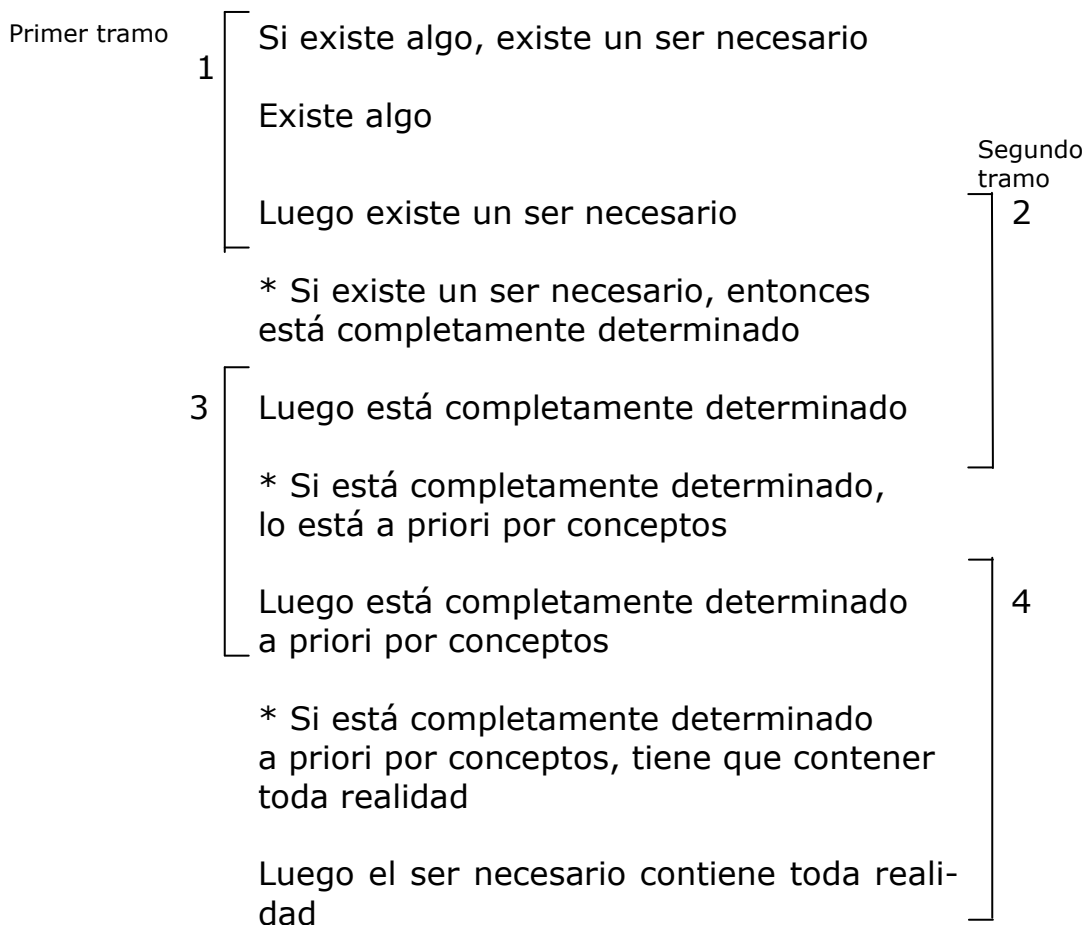 Primer tramo
1
Si existe algo, existe un ser necesario
Existe algo
Segundo
tramo
Luego existe un ser necesario
2
* Si existe un ser necesario, entonces
está completamente determinado
3
Luego está completamente determinado
* Si está completamente determinado,
lo está a priori por conceptos
Luego está completamente determinado
a priori por conceptos
4
* Si está completamente determinado
a priori por conceptos, tiene que contener
toda realidad
Luego el ser necesario contiene toda reali-
dad